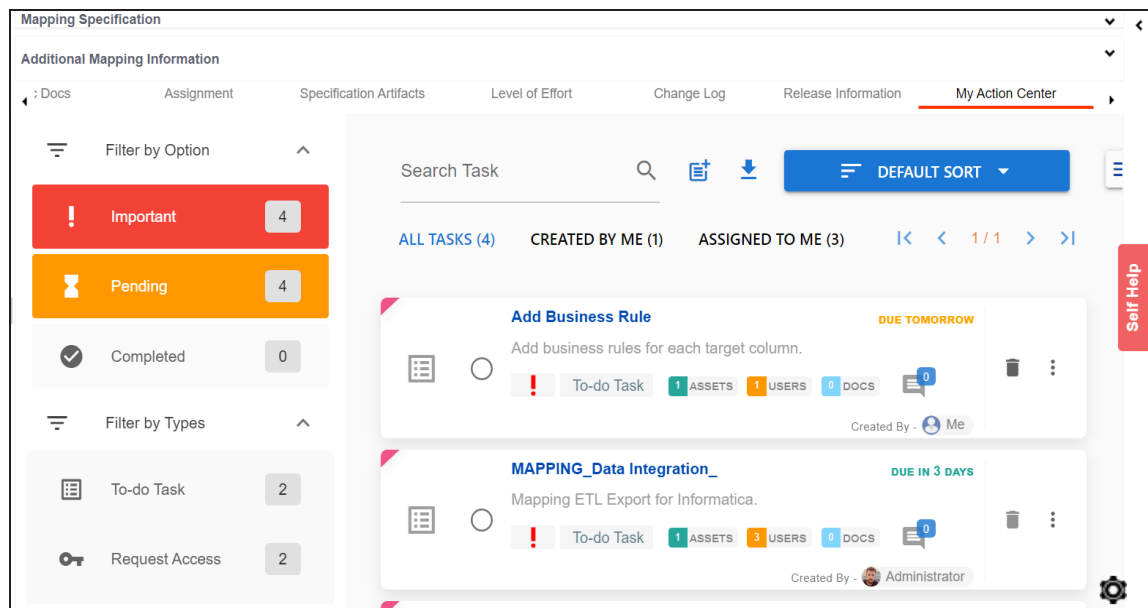 Mapping Specification
Additional Mapping Information
: Docs Assignment Specification Artifacts Level of Effort Change Log Release Information My Action Center
Filter by Option
Important 4
Pending 4
Completed 0
Filter by Types
To-do Task 2
Request Access 2
Search Task DEFAULT SORT
ALL TASKS (4) CREATED BY ME (1) ASSIGNED TO ME (3) 1 / 1
Add Business Rule DUE TOMORROW
Add business rules for each target column.
To-do Task 1 ASSETS 1 USERS 0 DOCS 0
Created By - Me
MAPPING_Data Integration_ DUE IN 3 DAYS
Mapping ETL Export for Informatica.
To-do Task 1 ASSETS 3 USERS 0 DOCS 0
Created By - Administrator
Self Help